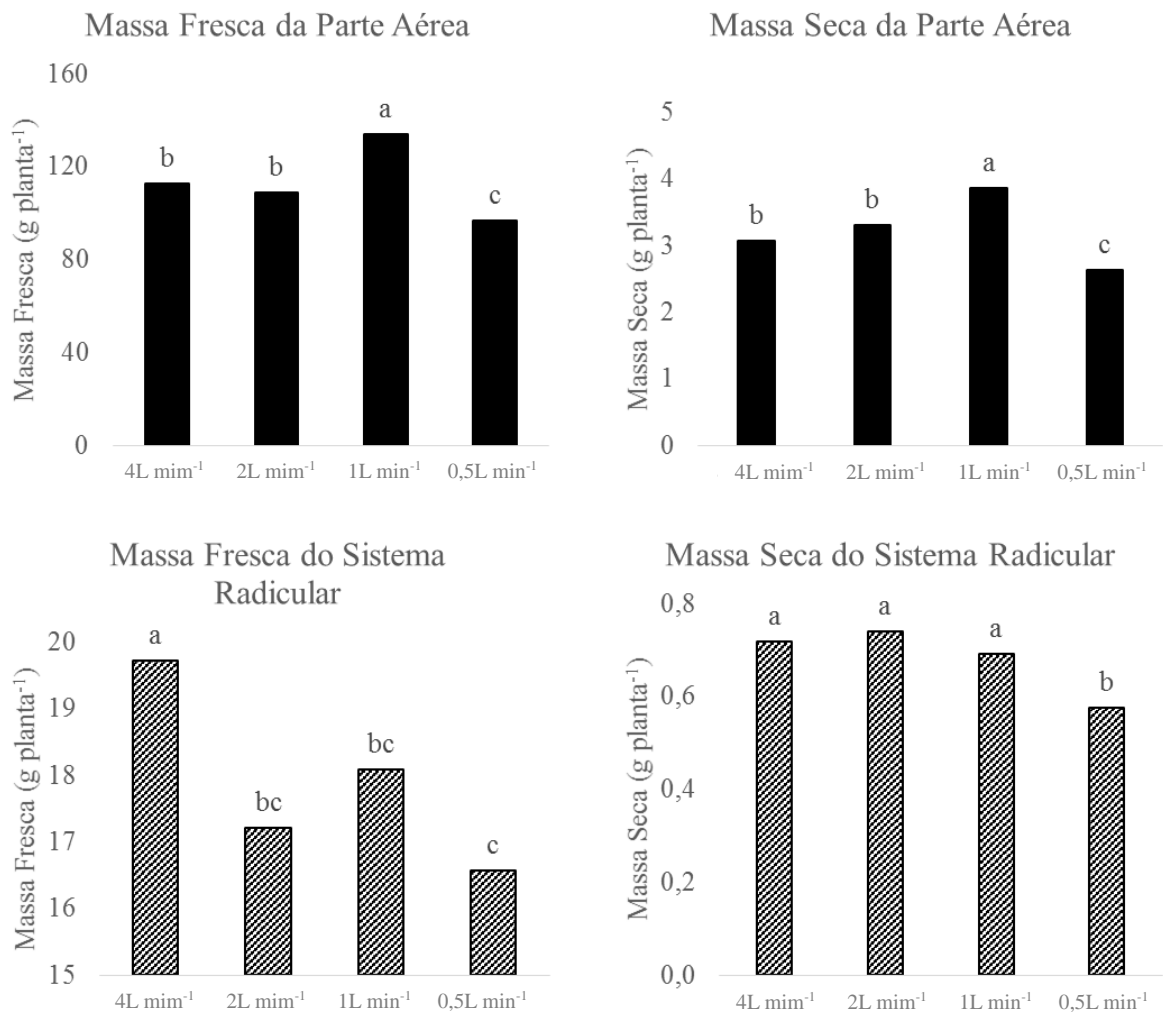 Massa Fresca da Parte Aérea
Massa Fresca (g planta⁻¹)
160
120
80
40
0
b
b
a
c
4L mim⁻¹
2L mim⁻¹
1L min⁻¹
0,5L min⁻¹
Massa Seca da Parte Aérea
Massa Seca (g planta⁻¹)
5
4
3
2
1
0
b
b
a
c
4L mim⁻¹
2L mim⁻¹
1L min⁻¹
0,5L min⁻¹
Massa Fresca do Sistema
Radicular
Massa Fresca (g planta⁻¹)
20
19
18
17
16
15
a
bc
bc
c
4L mim⁻¹
2L mim⁻¹
1L min⁻¹
0,5L min⁻¹
Massa Seca do Sistema Radicular
Massa Seca (g planta⁻¹)
0,8
0,6
0,4
0,2
0,0
a
a
a
b
4L mim⁻¹
2L mim⁻¹
1L min⁻¹
0,5L min⁻¹